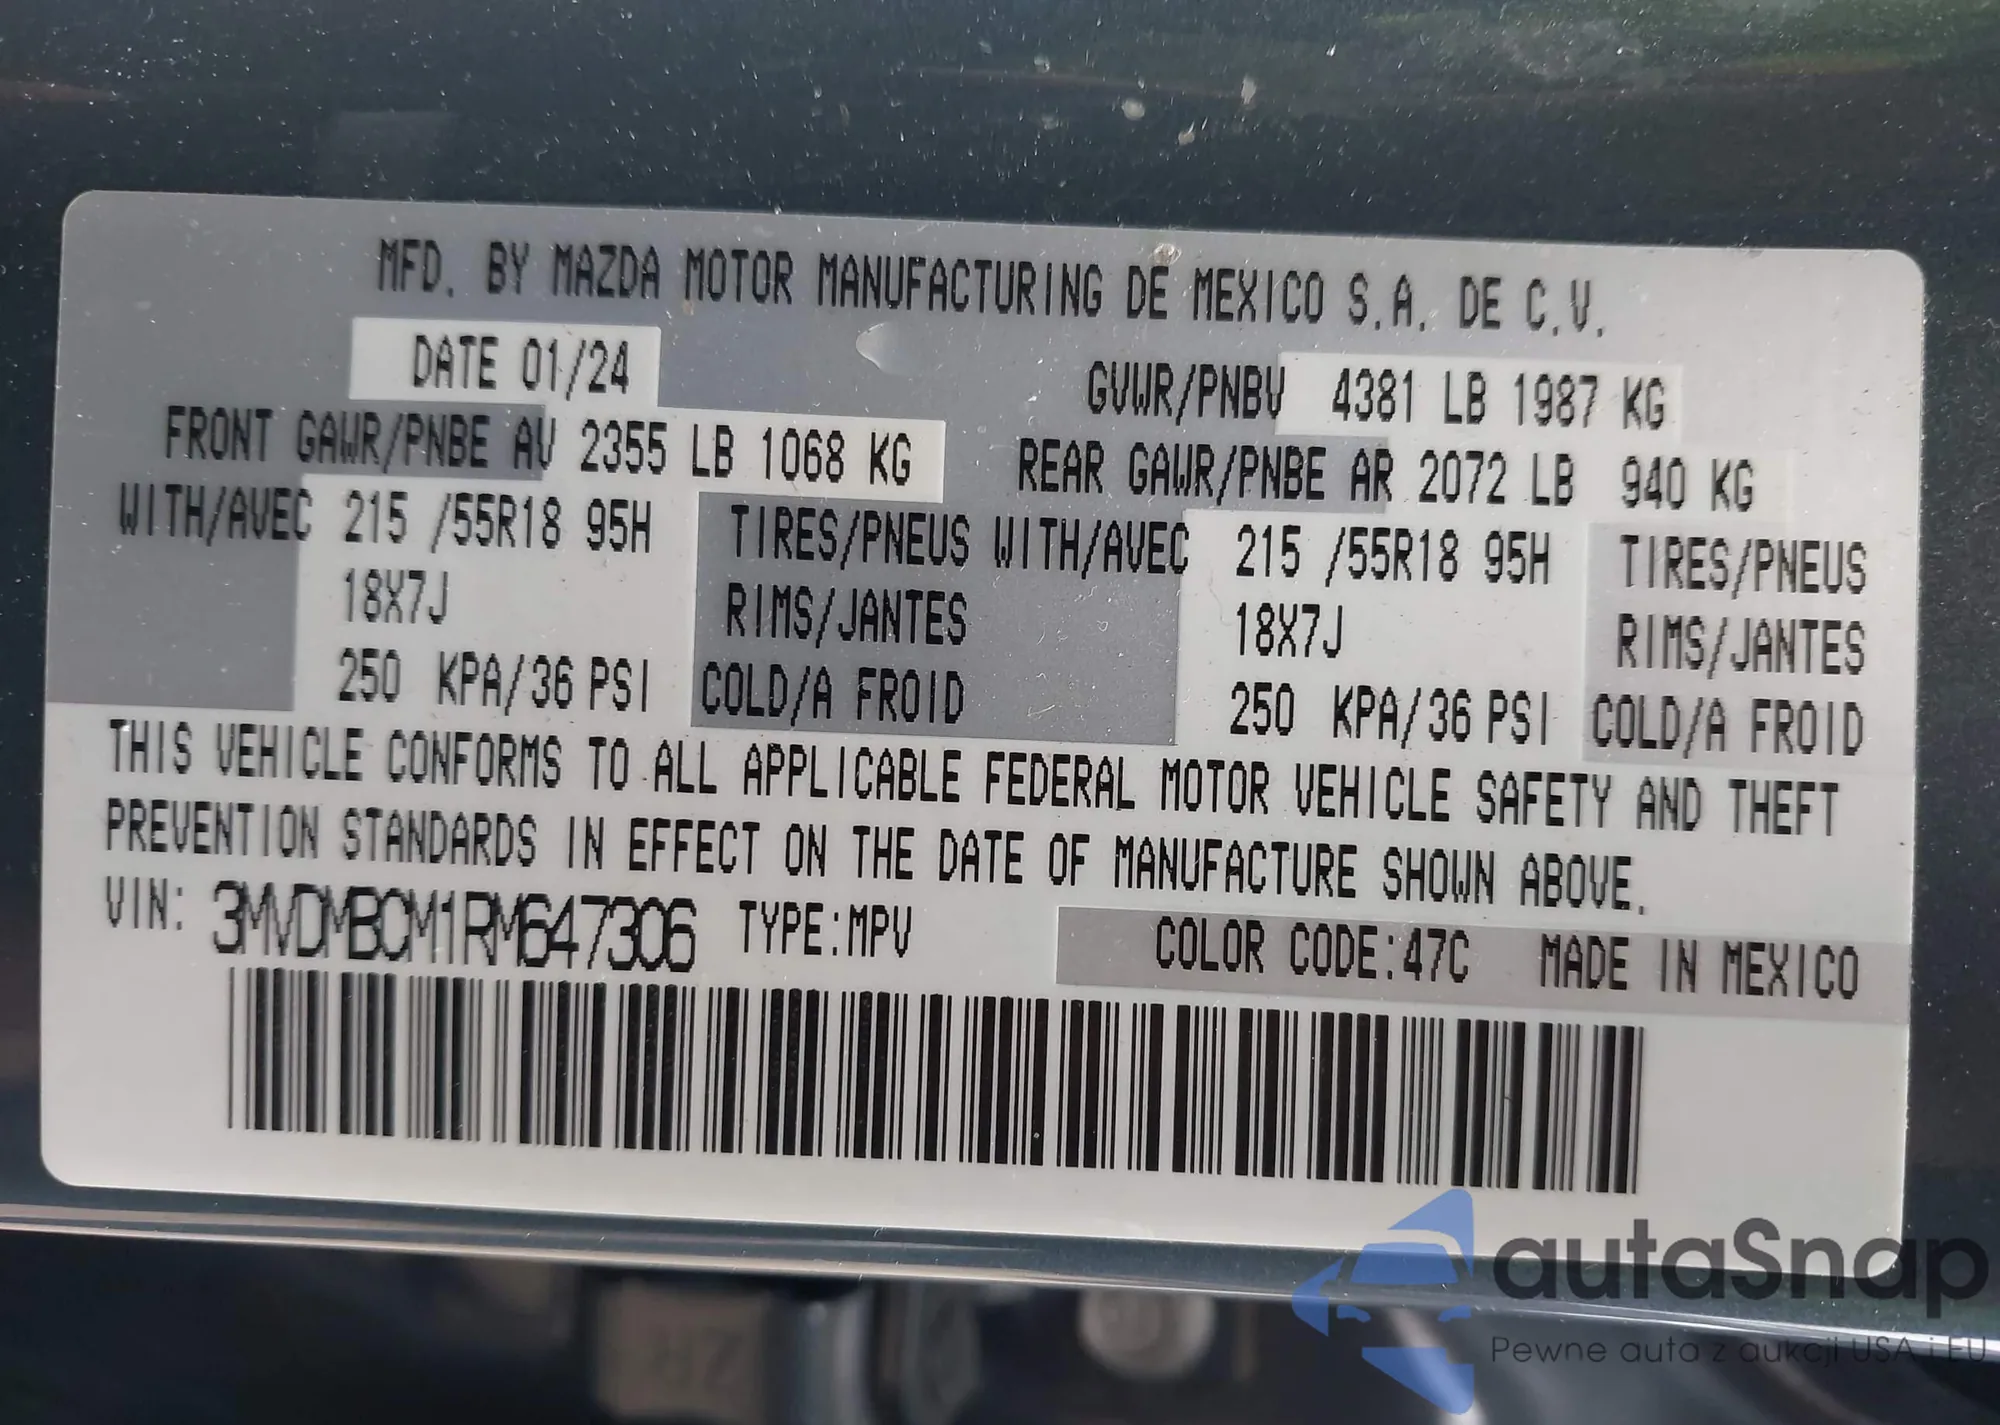 MFD. BY MAZDA MOTOR MANUFACTURING DE MEXICO S.A. DE C.V.
DATE 01/24
GVWR/PNBV 4381 LB 1987 KG
FRONT GAWR/PNBE AV 2355 LB 1068 KG
REAR GAWR/PNBE AR 2072 LB 940 KG
WITH/AVEC 215 /55R18 95H TIRES/PNEUS WITH/AVEC 215 /55R18 95H TIRES/PNEUS
18X7J RIMS/JANTES 18X7J RIMS/JANTES
250 KPA/36 PSI COLD/A FROID 250 KPA/36 PSI COLD/A FROID
THIS VEHICLE CONFORMS TO ALL APPLICABLE FEDERAL MOTOR VEHICLE SAFETY AND THEFT
PREVENTION STANDARDS IN EFFECT ON THE DATE OF MANUFACTURE SHOWN ABOVE.
VIN: 3MVDMBCM1RM647306 TYPE:MPV COLOR CODE:47C MADE IN MEXICO
autaSnap
Pewne auta z aukcji USA i EU